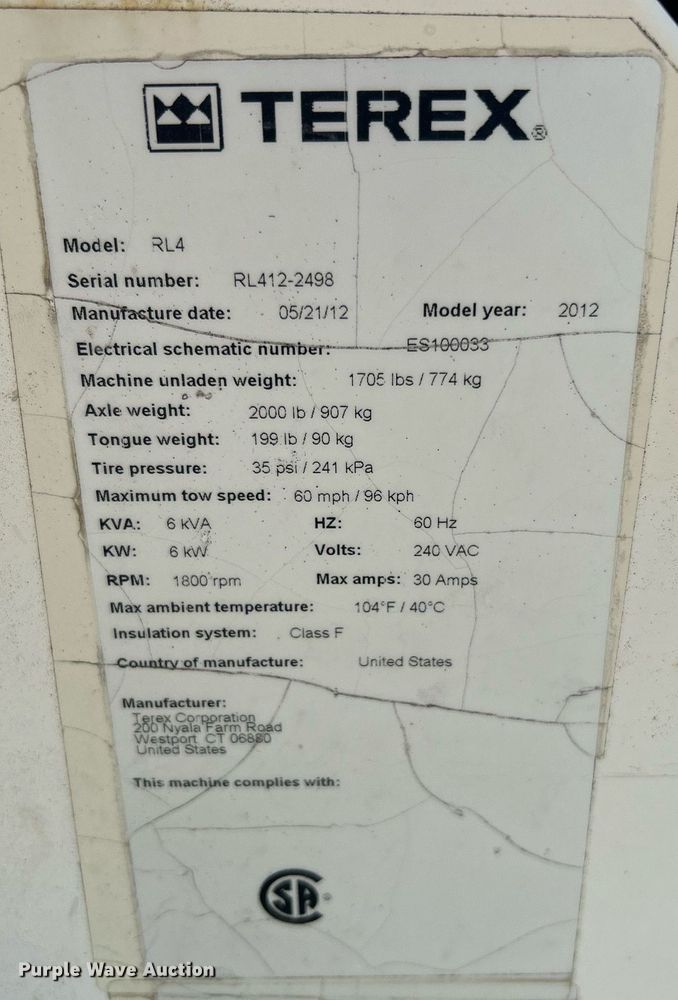 TEREX®
Model: RL4
Serial number: RL412-2498
Manufacture date: 05/21/12 Model year: 2012
Electrical schematic number: ES100033
Machine unladen weight: 1705 lbs / 774 kg
Axle weight: 2000 lb / 907 kg
Tongue weight: 199 lb / 90 kg
Tire pressure: 35 psi / 241 kPa
Maximum tow speed: 60 mph / 96 kph
KVA: 6 kVA HZ: 60 Hz
KW: 6 kW Volts: 240 VAC
RPM: 1800 rpm Max amps: 30 Amps
Max ambient temperature: 104°F / 40°C
Insulation system: Class F
Country of manufacture: United States
Manufacturer:
Terex Corporation
200 Nyala Farm Road
Westport CT 06880
United States
This machine complies with:
CSA
Purple Wave Auction